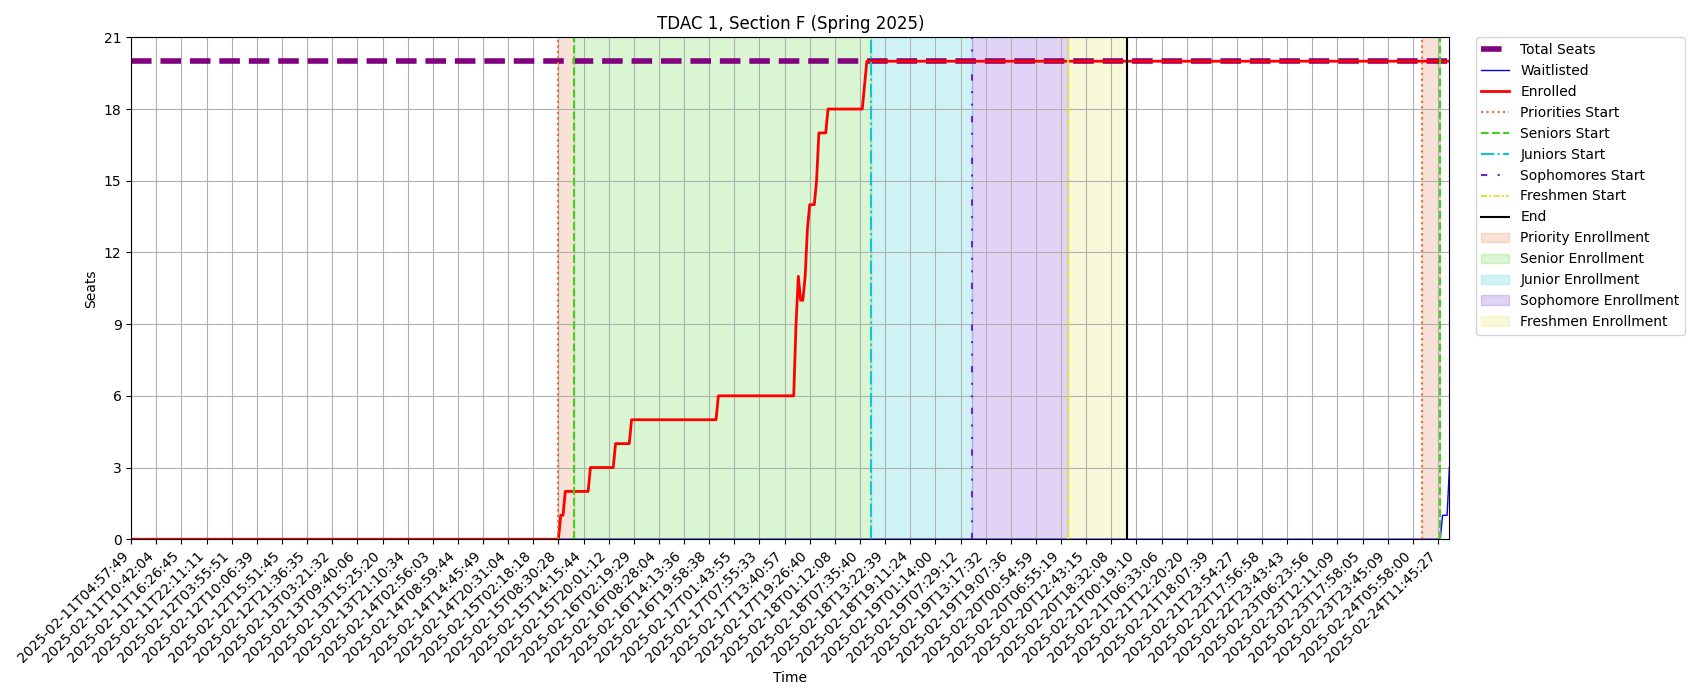 TDAC 1, Section F (Spring 2025)
Seats
21
18
15
12
9
6
3
0
Total Seats
Waitlisted
Enrolled
Priorities Start
Seniors Start
Juniors Start
Sophomores Start
Freshmen Start
End
Priority Enrollment
Senior Enrollment
Junior Enrollment
Sophomore Enrollment
Freshmen Enrollment
2025-02-11T04:57:49
2025-02-11T10:42:04
2025-02-11T16:26:45
2025-02-11T22:11:11
2025-02-12T03:55:51
2025-02-12T10:06:39
2025-02-12T15:51:45
2025-02-12T21:36:35
2025-02-13T03:21:32
2025-02-13T09:40:06
2025-02-13T15:25:20
2025-02-13T21:10:34
2025-02-14T02:56:03
2025-02-14T08:59:44
2025-02-14T14:45:49
2025-02-14T20:31:04
2025-02-15T02:18:18
2025-02-15T08:30:28
2025-02-15T14:15:44
2025-02-15T20:01:12
2025-02-16T02:19:29
2025-02-16T08:28:04
2025-02-16T14:13:36
2025-02-16T19:58:38
2025-02-17T01:43:55
2025-02-17T07:55:33
2025-02-17T13:40:57
2025-02-17T19:26:40
2025-02-18T01:12:08
2025-02-18T07:35:40
2025-02-18T13:22:39
2025-02-18T19:11:24
2025-02-19T01:14:00
2025-02-19T07:29:12
2025-02-19T13:17:32
2025-02-19T19:07:36
2025-02-20T00:54:59
2025-02-20T06:55:19
2025-02-20T12:43:15
2025-02-20T18:32:08
2025-02-21T00:19:10
2025-02-21T06:33:06
2025-02-21T12:20:20
2025-02-21T18:07:39
2025-02-21T23:54:27
2025-02-22T17:56:58
2025-02-22T23:43:43
2025-02-23T06:23:56
2025-02-23T12:11:09
2025-02-23T17:58:05
2025-02-23T23:45:09
2025-02-24T05:58:00
2025-02-24T11:45:27
Time